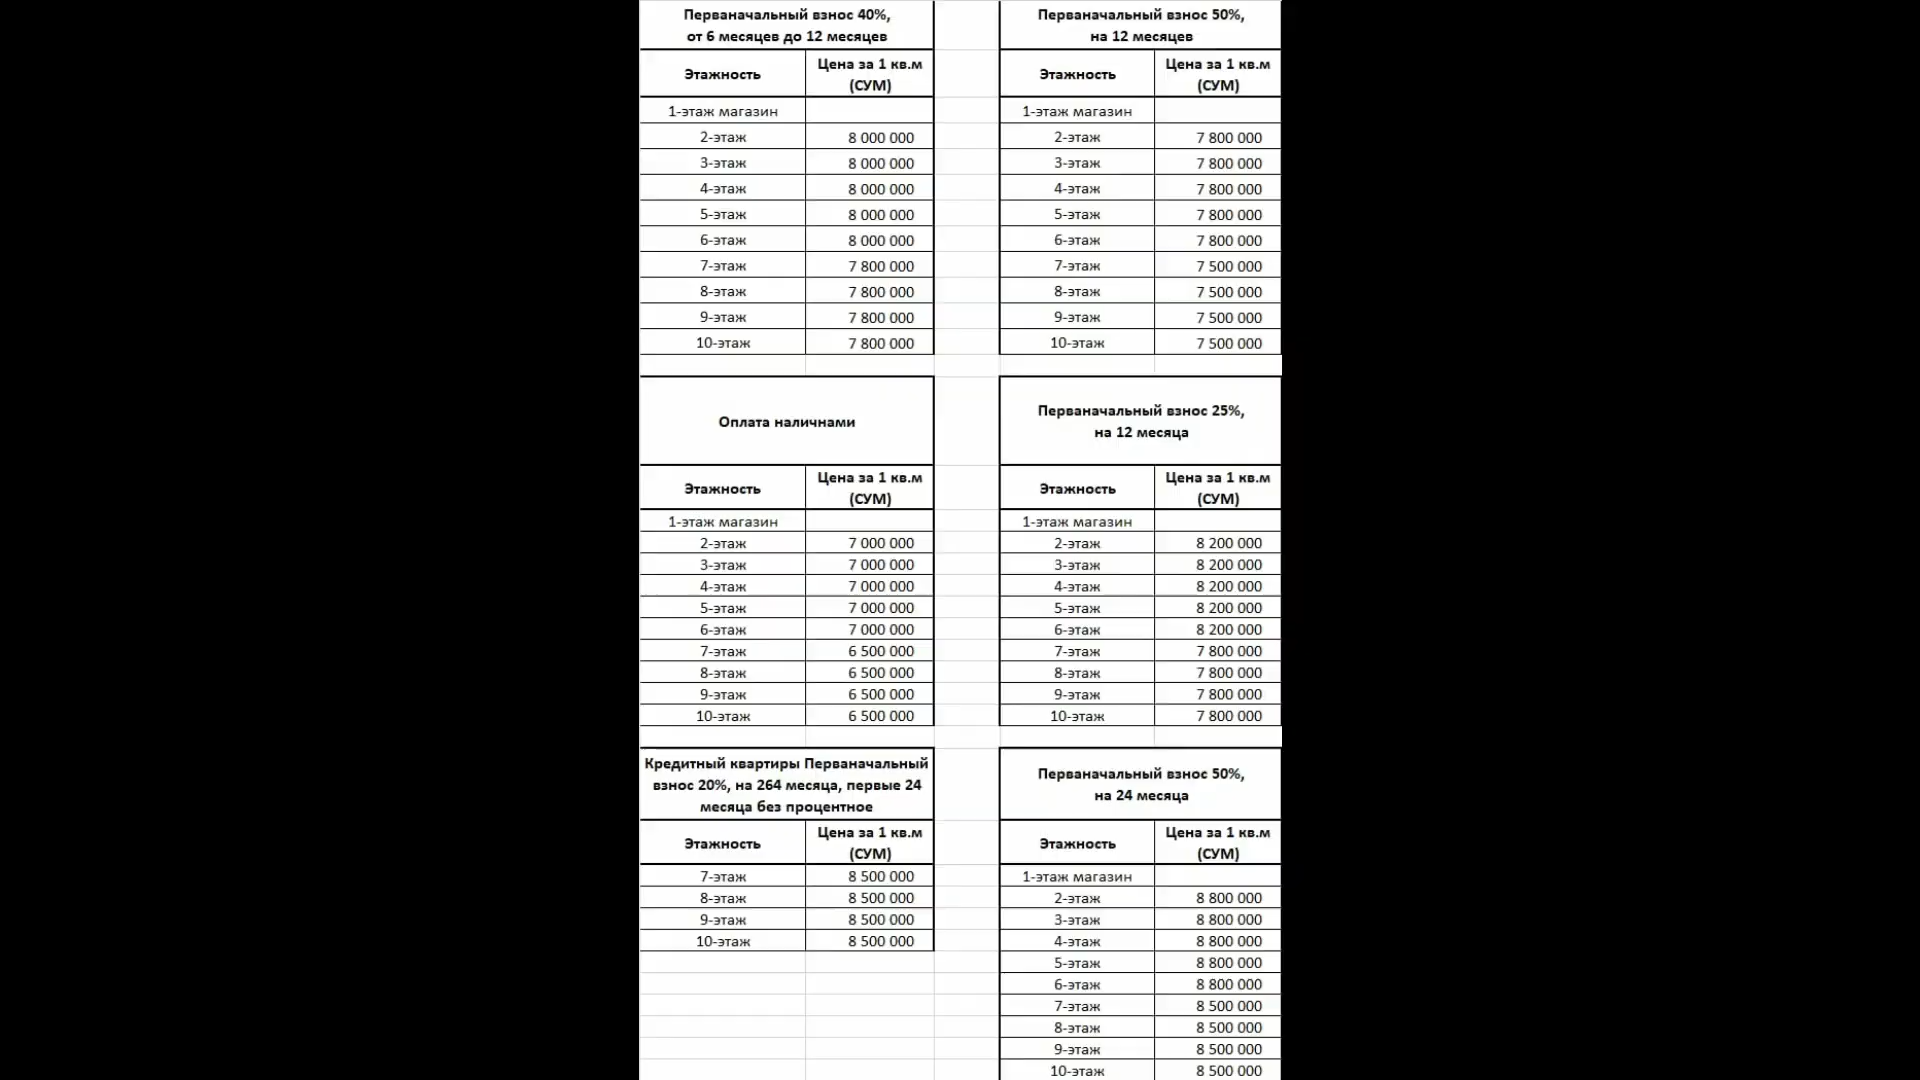 Перваначальный взнос 40%,
от 6 месяцев до 12 месяцев
Этажность
Цена за 1 кв.м
(СУМ)
1-этаж магазин
2-этаж 8 000 000
3-этаж 8 000 000
4-этаж 8 000 000
5-этаж 8 000 000
6-этаж 8 000 000
7-этаж 7 800 000
8-этаж 7 800 000
9-этаж 7 800 000
10-этаж 7 800 000
Перваначальный взнос 50%,
на 12 месяцев
Этажность
Цена за 1 кв.м
(СУМ)
1-этаж магазин
2-этаж 7 800 000
3-этаж 7 800 000
4-этаж 7 800 000
5-этаж 7 800 000
6-этаж 7 800 000
7-этаж 7 500 000
8-этаж 7 500 000
9-этаж 7 500 000
10-этаж 7 500 000
Оплата наличнами
Этажность
Цена за 1 кв.м
(СУМ)
1-этаж магазин
2-этаж 7 000 000
3-этаж 7 000 000
4-этаж 7 000 000
5-этаж 7 000 000
6-этаж 7 000 000
7-этаж 6 500 000
8-этаж 6 500 000
9-этаж 6 500 000
10-этаж 6 500 000
Перваначальный взнос 25%,
на 12 месяца
Этажность
Цена за 1 кв.м
(СУМ)
1-этаж магазин
2-этаж 8 200 000
3-этаж 8 200 000
4-этаж 8 200 000
5-этаж 8 200 000
6-этаж 8 200 000
7-этаж 7 800 000
8-этаж 7 800 000
9-этаж 7 800 000
10-этаж 7 800 000
Кредитный квартиры Перваначальный
взнос 20%, на 264 месяца, первые 24
месяца без процентное
Этажность
Цена за 1 кв.м
(СУМ)
7-этаж 8 500 000
8-этаж 8 500 000
9-этаж 8 500 000
10-этаж 8 500 000
Перваначальный взнос 50%,
на 24 месяца
Этажность
Цена за 1 кв.м
(СУМ)
1-этаж магазин
2-этаж 8 800 000
3-этаж 8 800 000
4-этаж 8 800 000
5-этаж 8 800 000
6-этаж 8 800 000
7-этаж 8 500 000
8-этаж 8 500 000
9-этаж 8 500 000
10-этаж 8 500 000